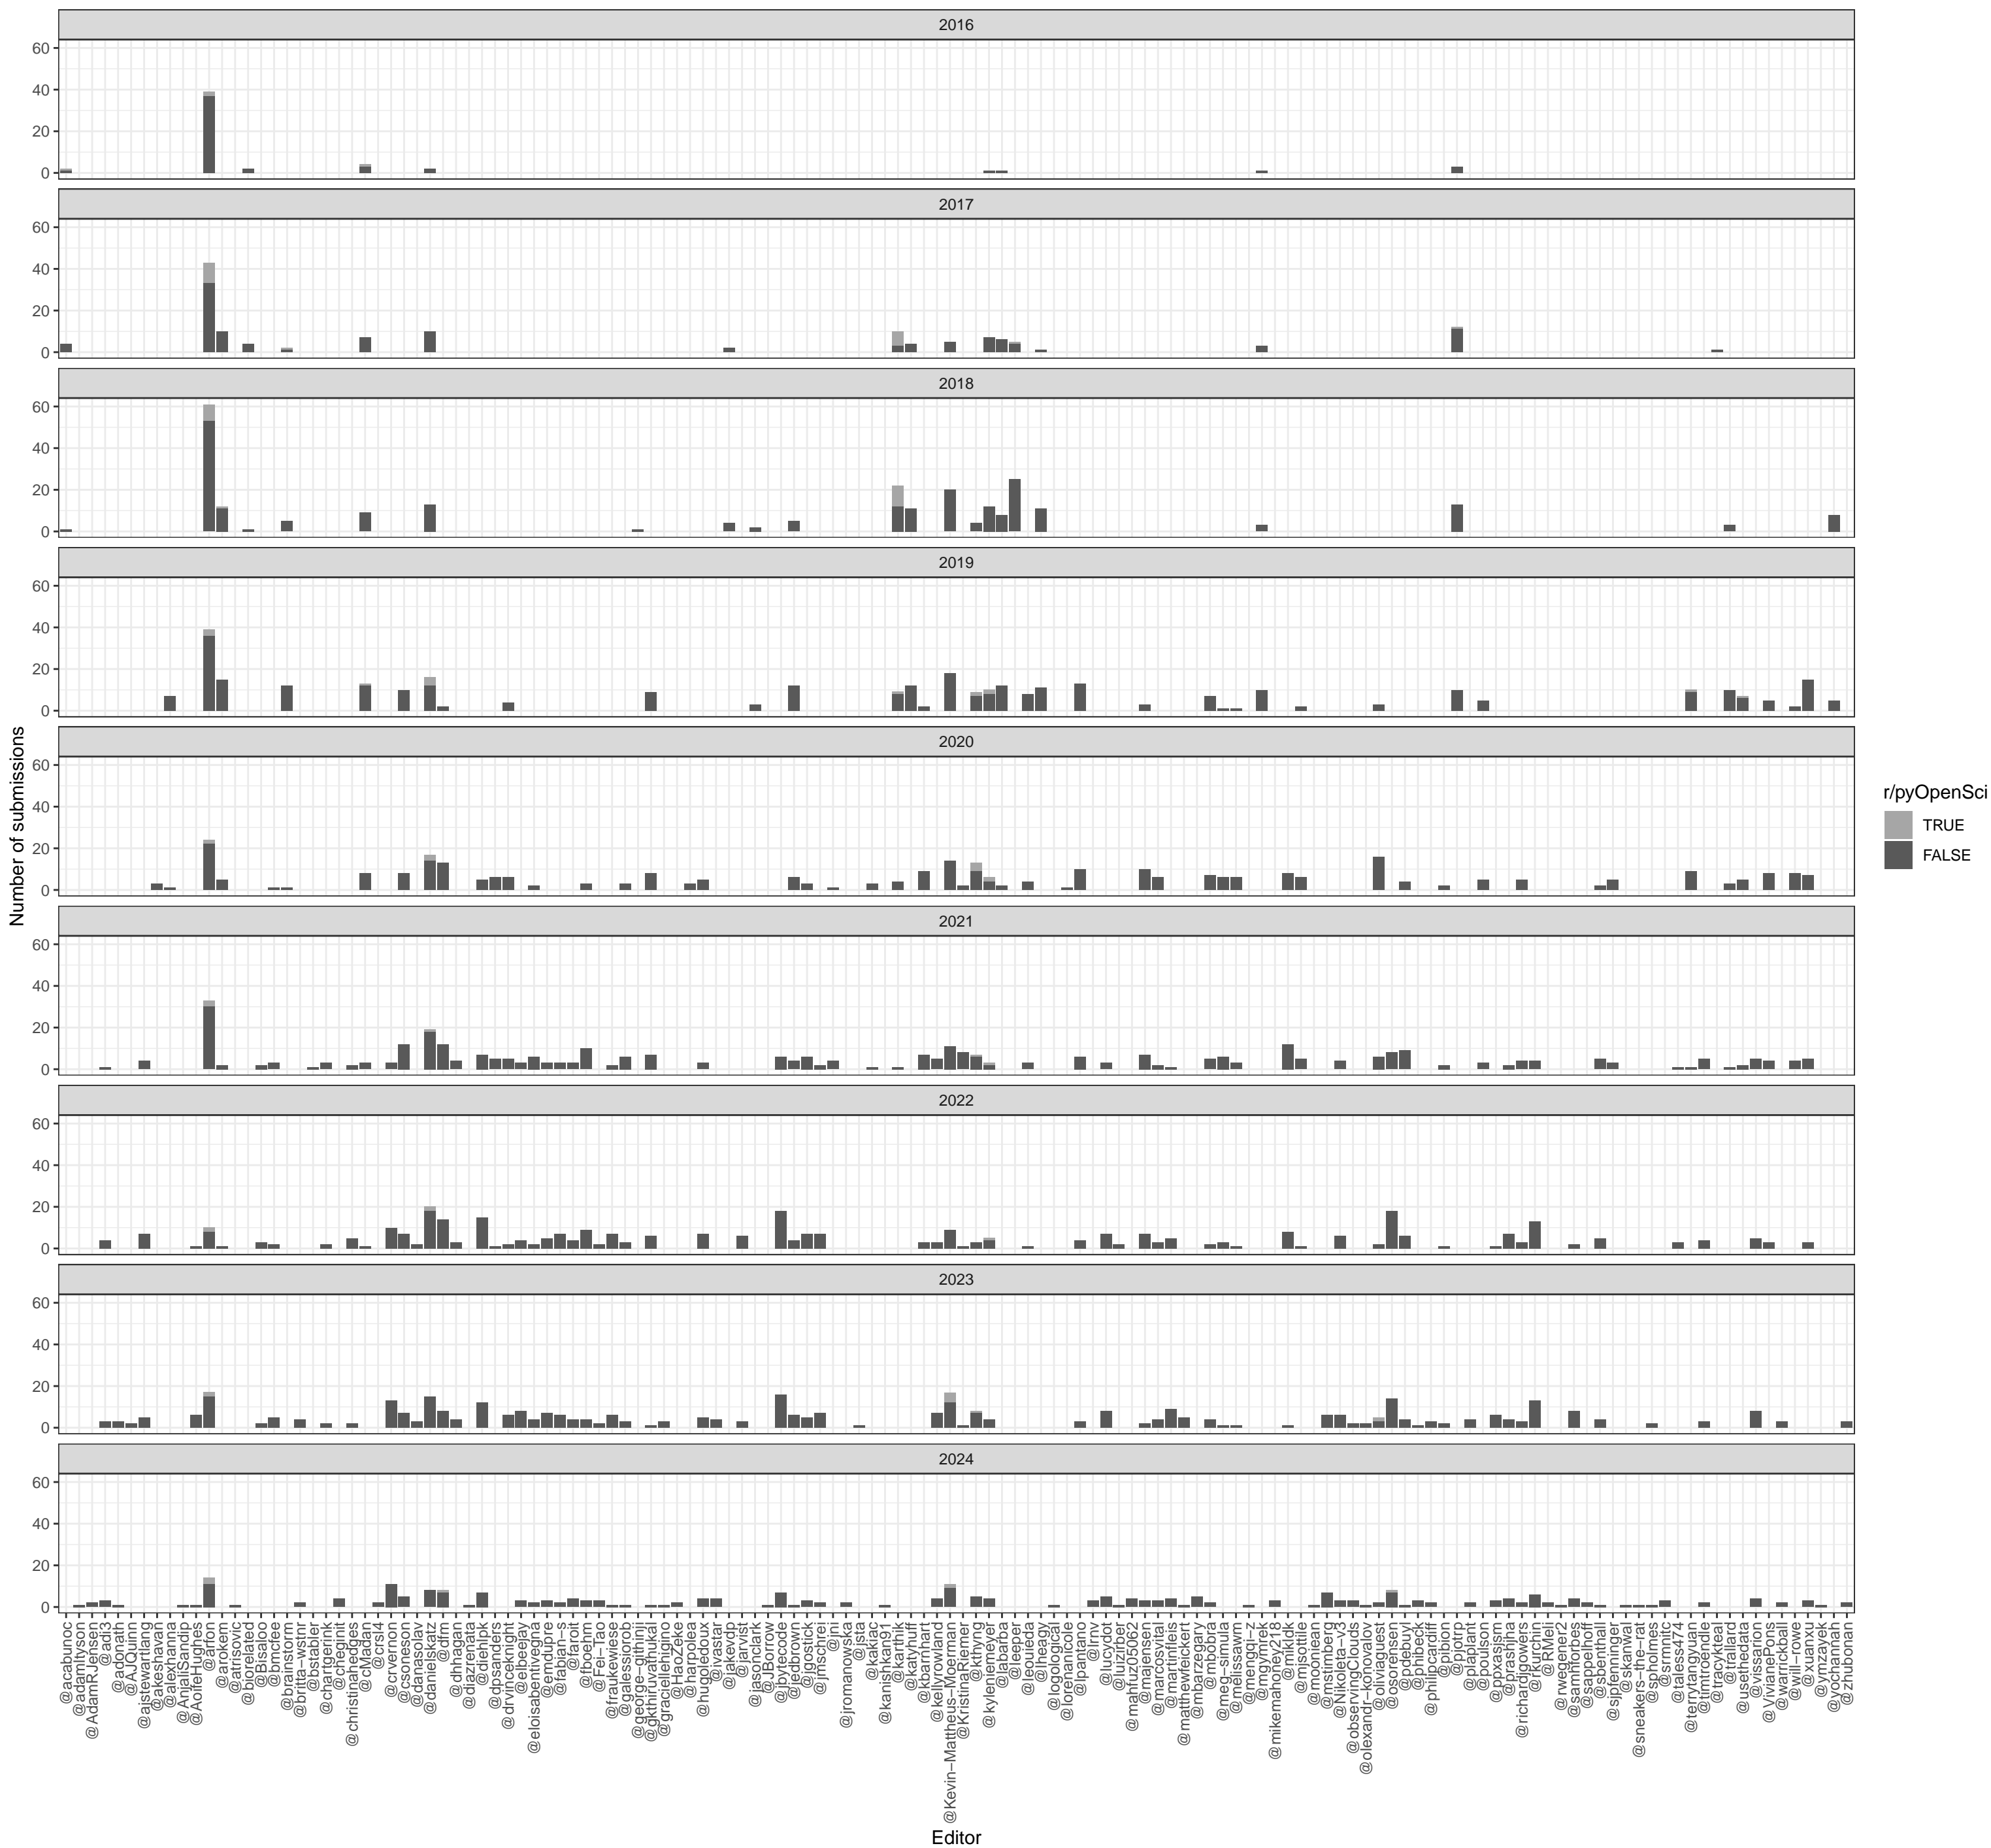 2016
60
40
20
0
2017
60
40
20
0
2018
60
40
20
0
2019
60
40
20
0
2020
60
40
20
0
2021
60
40
20
0
2022
60
40
20
0
2023
60
40
20
0
2024
60
40
20
0
Number of submissions
r/pyOpenSci
TRUE
FALSE
@acabunoc
@adamltyson
@AdamRJensen
@adi3
@adonath
@AJQuinn
@ajstewartlang
@akeshavan
@alexhanna
@AnjaliSandip
@AoifeHughes
@arfon
@arokem
@atrisovic
@biorelated
@Bisaloo
@bmcfee
@brainstorm
@britta−wstnr
@bstabler
@chartgerink
@cheginit
@christinahedges
@cMadan
@crsl4
@crvernon
@csoneson
@danasolav
@danielskatz
@dfm
@dhhagan
@diazrenata
@diehlpk
@dpsanders
@drvinceknight
@elbeejay
@eloisabentivegna
@emdupre
@fabian−s
@faroit
@fboehm
@Fei−Tao
@fraukewiese
@galessiorob
@george−githinji
@gkthiruvathukal
@graciellehigino
@HaoZeke
@harpolea
@hugoledoux
@ivastar
@jakevdp
@jarvist
@jasonclark
@JBorrow
@jbytecode
@jedbrown
@jgostick
@jmschrei
@jni
@jromanowska
@jsta
@kakiac
@kanishkan91
@karthik
@katyhuff
@kbarnhart
@kellyrowland
@Kevin−Mattheus−Moerman
@KristinaRiemer
@kthyng
@kyleniemeyer
@labarba
@leeper
@leouieda
@lheagy
@logological
@lorenanicole
@lpantano
@lrnv
@lucydot
@luizirber
@mahfuz05062
@majensen
@marcosvital
@martinfleis
@matthewfeickert
@mbarzegary
@mbobra
@meg−simula
@melissawm
@mengqi−z
@mgymrek
@mikemahoney218
@mjsottile
@moonlean
@mstimberg
@Nikoleta−v3
@observingClouds
@olexandr−konovalov
@oliviaguest
@osorensen
@pdebuyl
@phibeck
@philipcardiff
@pibion
@pjotrp
@plaplant
@poulson
@ppxasjsm
@prashjha
@richardjgowers
@rkurchin
@RMeli
@rwegener2
@samhforbes
@sappelhoff
@sbenthall
@sjpfenninger
@skanwal
@sneakers−the−rat
@spholmes
@srmnitc
@taless474
@terrytangyuan
@timtroendle
@tracykteal
@trallard
@usethedata
@vissarion
@VivianePons
@warrickball
@will−rowe
@xuanxu
@ymzayek
@yochannah
@zhubonan
Editor